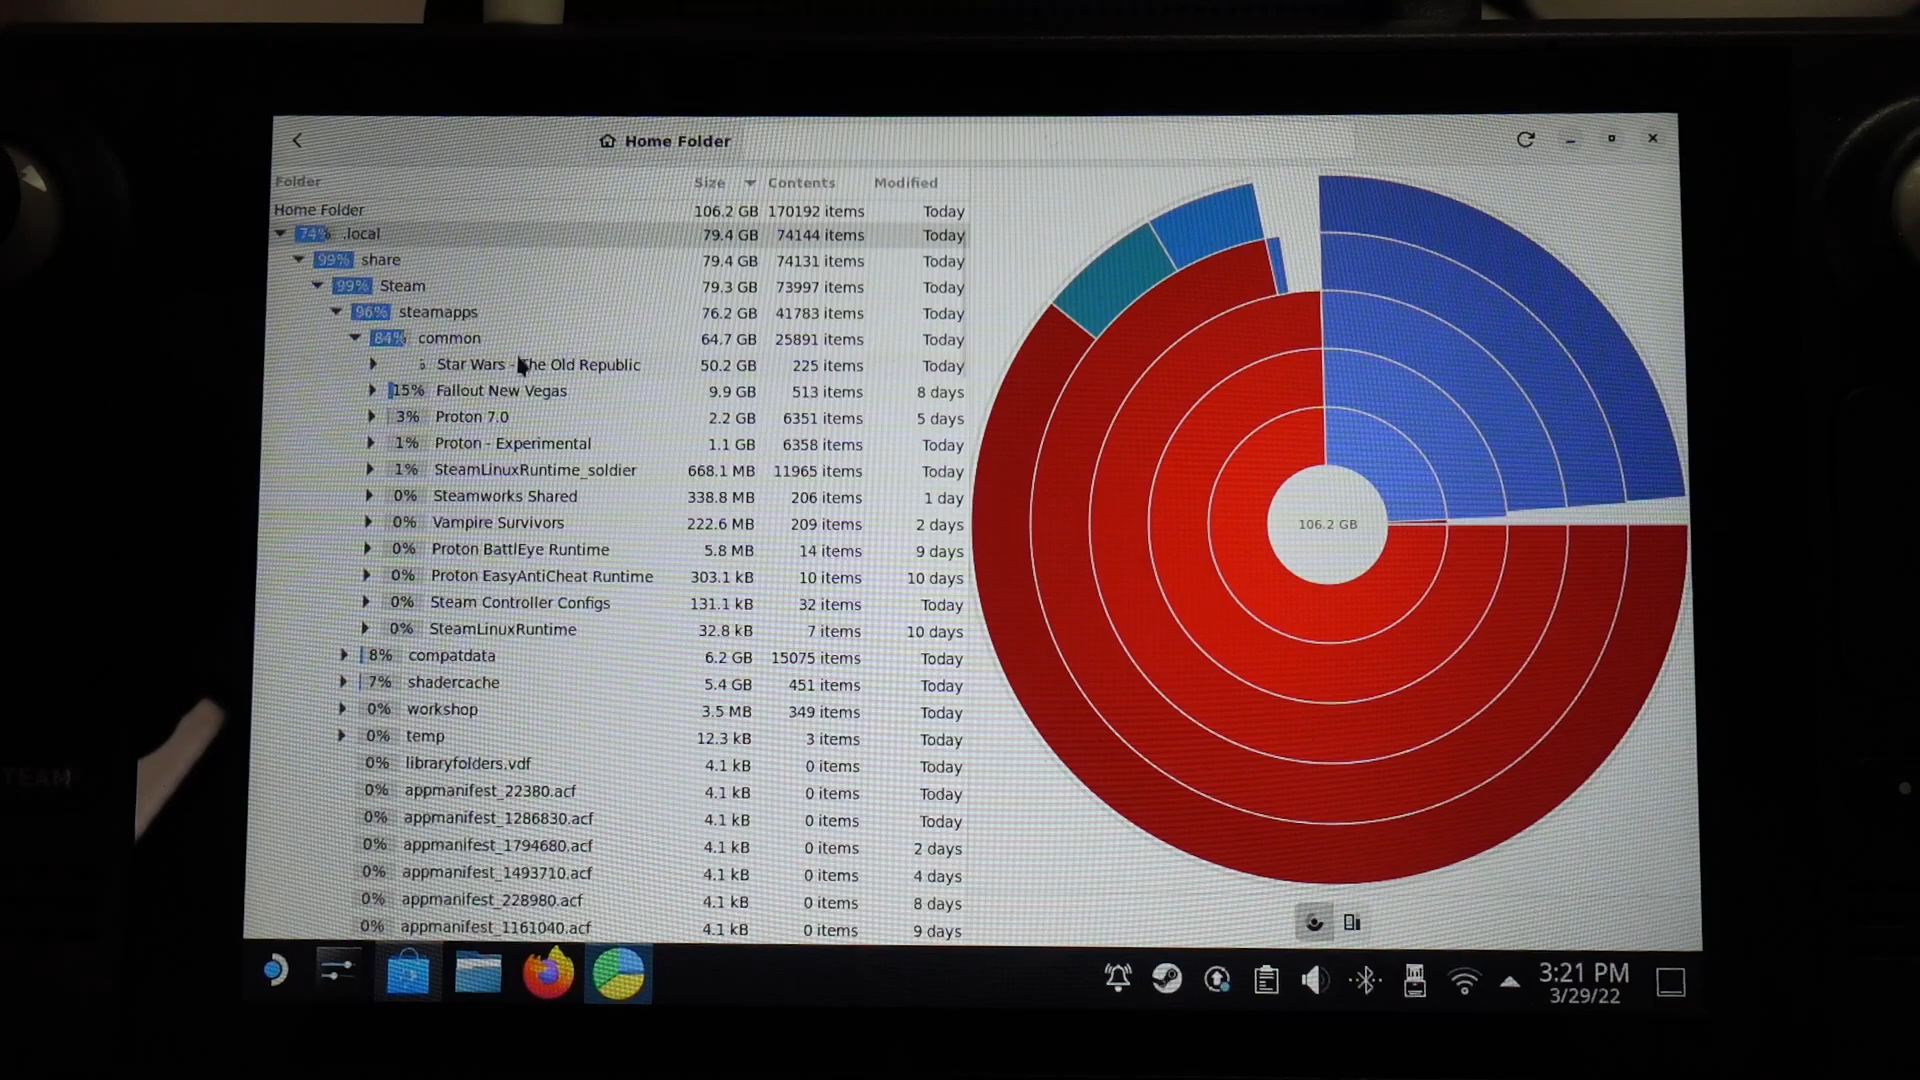 Home Folder
Folder Size Contents Modified
Home Folder 106.2 GB 170192 items Today
74% .local 79.4 GB 74144 items Today
99% share 79.4 GB 74131 items Today
99% Steam 79.3 GB 73997 items Today
96% steamapps 76.2 GB 41783 items Today
84% common 64.7 GB 25891 items Today
Star Wars - The Old Republic 50.2 GB 225 items Today
15% Fallout New Vegas 9.9 GB 513 items 8 days
3% Proton 7.0 2.2 GB 6351 items 5 days
1% Proton - Experimental 1.1 GB 6358 items Today
1% SteamLinuxRuntime_soldier 668.1 MB 11965 items Today
0% Steamworks Shared 338.8 MB 206 items 1 day
0% Vampire Survivors 222.6 MB 209 items 2 days
0% Proton BattlEye Runtime 5.8 MB 14 items 9 days
0% Proton EasyAntiCheat Runtime 303.1 kB 10 items 10 days
0% Steam Controller Configs 131.1 kB 32 items Today
0% SteamLinuxRuntime 32.8 kB 7 items 10 days
8% compatdata 6.2 GB 15075 items Today
7% shadercache 5.4 GB 451 items Today
0% workshop 3.5 MB 349 items Today
0% temp 12.3 kB 3 items Today
0% libraryfolders.vdf 4.1 kB 0 items Today
0% appmanifest_22380.acf 4.1 kB 0 items Today
0% appmanifest_1286830.acf 4.1 kB 0 items Today
0% appmanifest_1794680.acf 4.1 kB 0 items 2 days
0% appmanifest_1493710.acf 4.1 kB 0 items 4 days
0% appmanifest_228980.acf 4.1 kB 0 items 8 days
0% appmanifest_1161040.acf 4.1 kB 0 items 9 days
106.2 GB
3:21 PM
3/29/22
TEAM